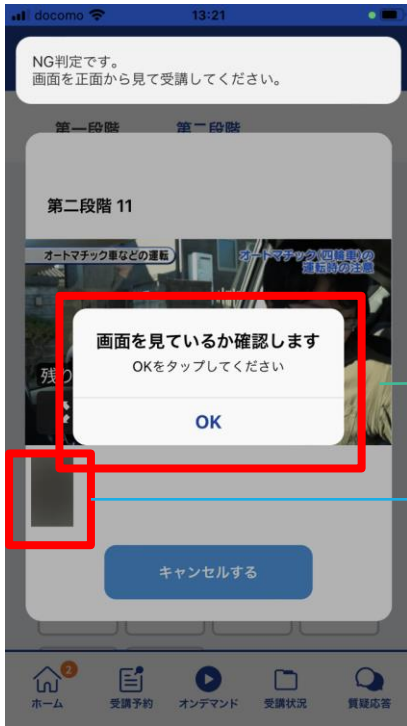 docomo 13:21
NG判定です。
画面を正面から見て受講してください。
第一段階 第二段階
第二段階 11
オートマチック車などの運転
オートマチック(四輪車)の
運転時の注意
画面を見ているか確認します
OKをタップしてください
残り
OK
キャンセルする
2
ホーム 受講予約 オンデマンド 受講状況 質疑応答